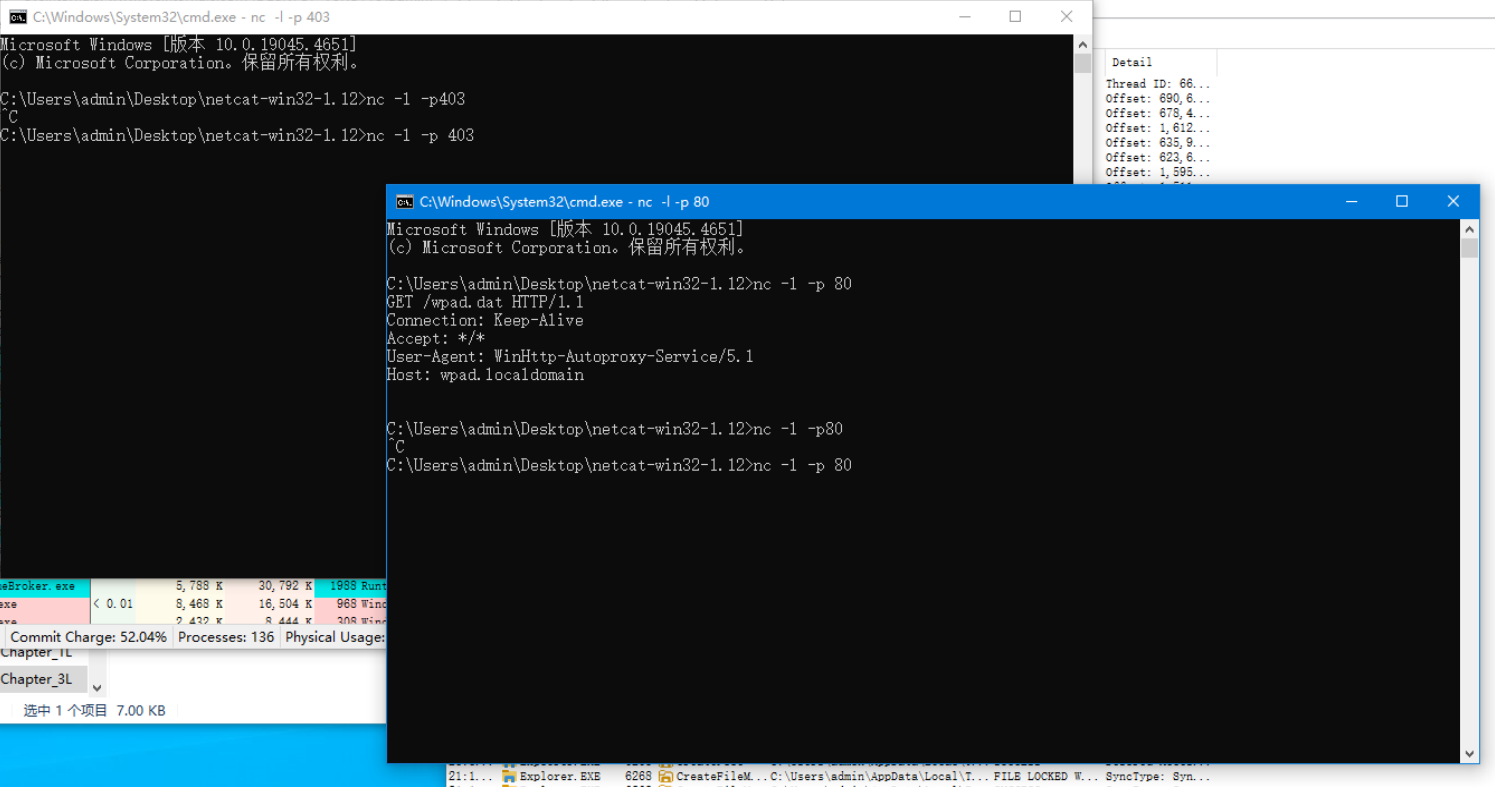 C:\Windows\System32\cmd.exe - nc  -l -p 403
Microsoft Windows [版本 10.0.19045.4651]
(c) Microsoft Corporation。保留所有权利。
C:\Users\admin\Desktop\netcat-win32-1.12>nc -l -p403
^C
C:\Users\admin\Desktop\netcat-win32-1.12>nc -l -p 403
Detail
Thread ID: 66...
Offset: 690,6...
Offset: 678,4...
Offset: 1,612...
Offset: 635,9...
Offset: 623,6...
Offset: 1,595...
C:\Windows\System32\cmd.exe - nc  -l -p 80
Microsoft Windows [版本 10.0.19045.4651]
(c) Microsoft Corporation。保留所有权利。
C:\Users\admin\Desktop\netcat-win32-1.12>nc -l -p 80
GET /wpad.dat HTTP/1.1
Connection: Keep-Alive
Accept: */*
User-Agent: WinHttp-Autoproxy-Service/5.1
Host: wpad.localdomain
C:\Users\admin\Desktop\netcat-win32-1.12>nc -l -p80
^C
C:\Users\admin\Desktop\netcat-win32-1.12>nc -l -p 80
eBroker.exe 5,788 K 30,792 K 1988 Runt
exe < 0.01 8,468 K 16,504 K 968 Wind
2,432 K 8,444 K 308 Wind
Commit Charge: 52.04% Processes: 136 Physical Usage:
Chapter_1L
Chapter_3L
选中 1 个项目 7.00 KB
21:1... Explorer.EXE 6268 CreateFileM... C:\Users\admin\AppData\Local\T... FILE LOCKED W... SyncType: Syn...